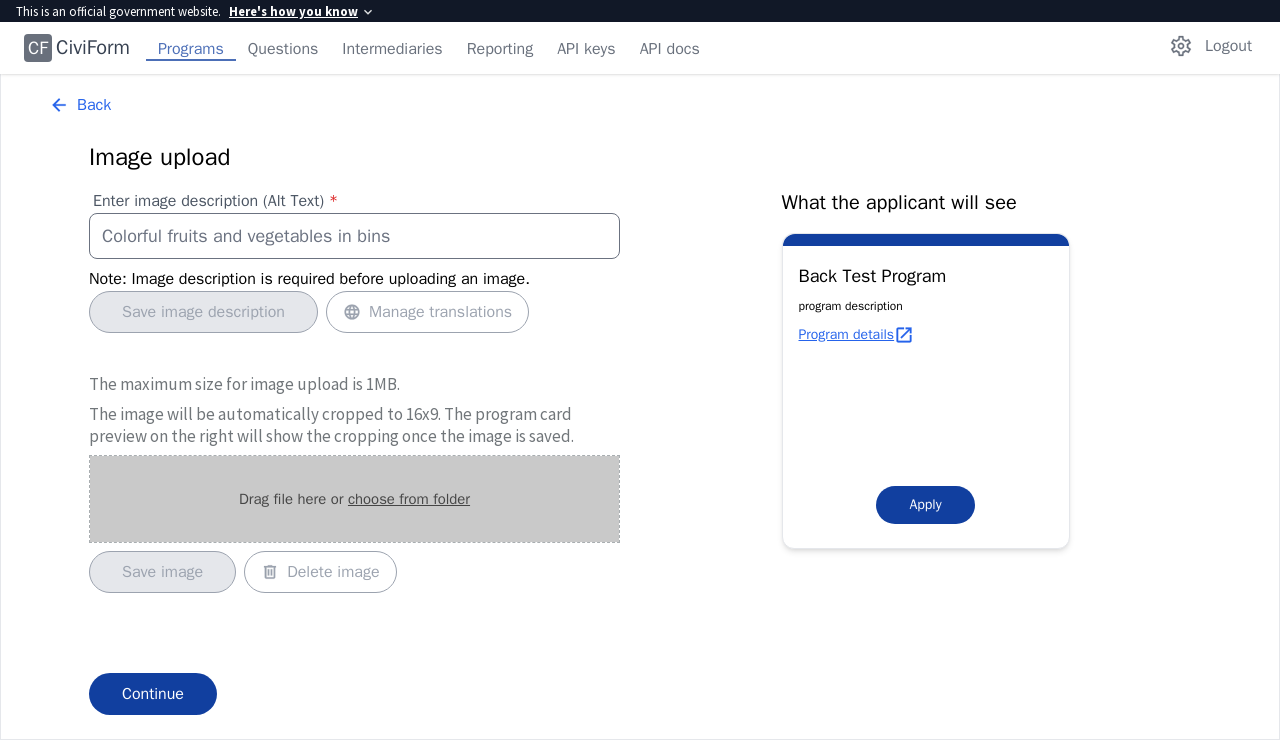 This is an official government website. Here's how you know
CF CiviForm Programs Questions Intermediaries Reporting API keys API docs Logout
Back
Image upload
Enter image description (Alt Text) *
Colorful fruits and vegetables in bins
Note: Image description is required before uploading an image.
Save image description Manage translations
The maximum size for image upload is 1MB.
The image will be automatically cropped to 16x9. The program card
preview on the right will show the cropping once the image is saved.
Drag file here or choose from folder
Save image Delete image
Continue
What the applicant will see
Back Test Program
program description
Program details
Apply